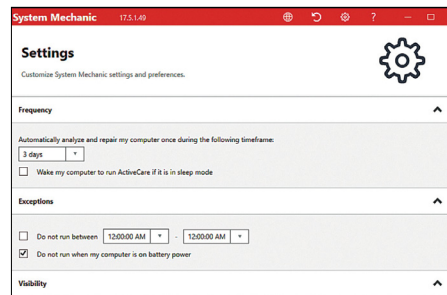 System Mechanic 17.5.1.49 ?
Settings
Customize System Mechanic settings and preferences.
Frequency
Automatically analyze and repair my computer once during the following timeframe:
3 days
Wake my computer to run ActiveCare if it is in sleep mode
Exceptions
Do not run between 12:00:00 AM - 12:00:00 AM
Do not run when my computer is on battery power
Visibility